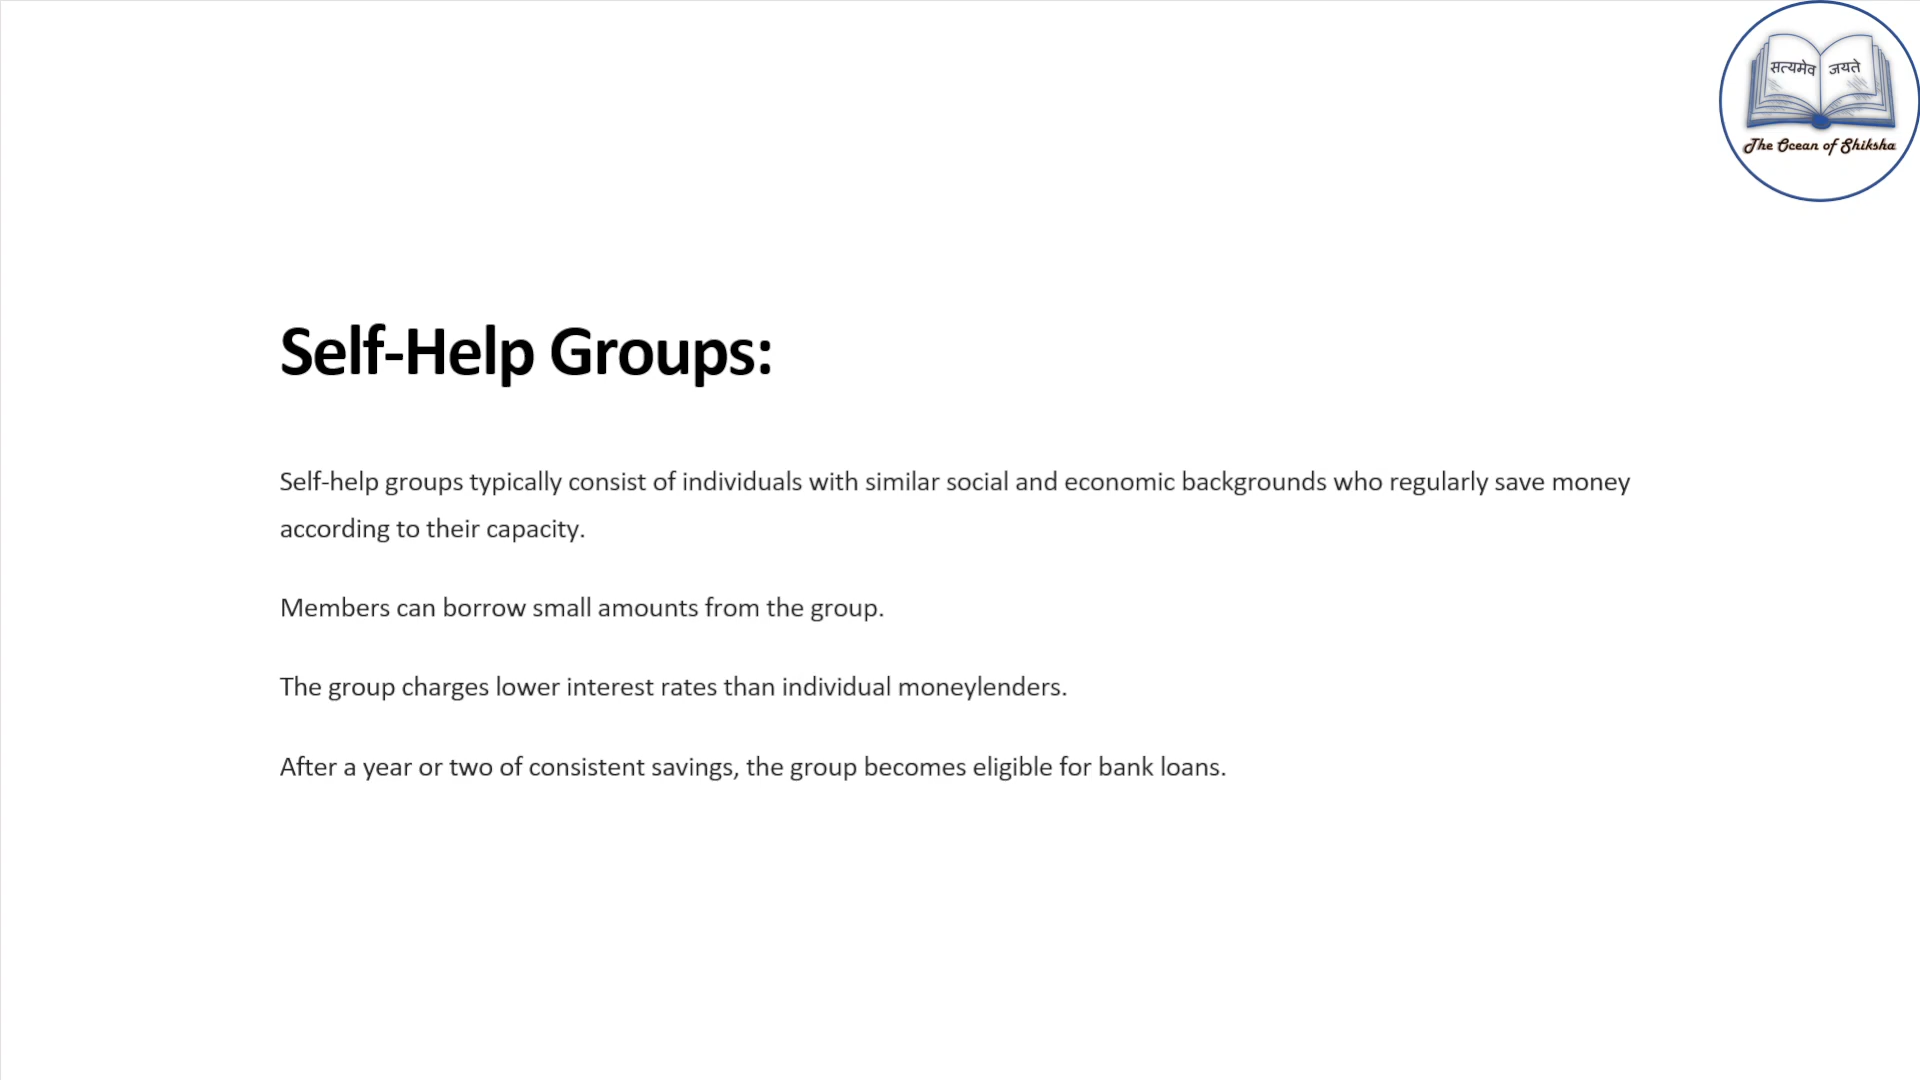 सत्यमेव जयते
The Ocean of Shiksha
Self-Help Groups:
Self-help groups typically consist of individuals with similar social and economic backgrounds who regularly save money
according to their capacity.
Members can borrow small amounts from the group.
The group charges lower interest rates than individual moneylenders.
After a year or two of consistent savings, the group becomes eligible for bank loans.